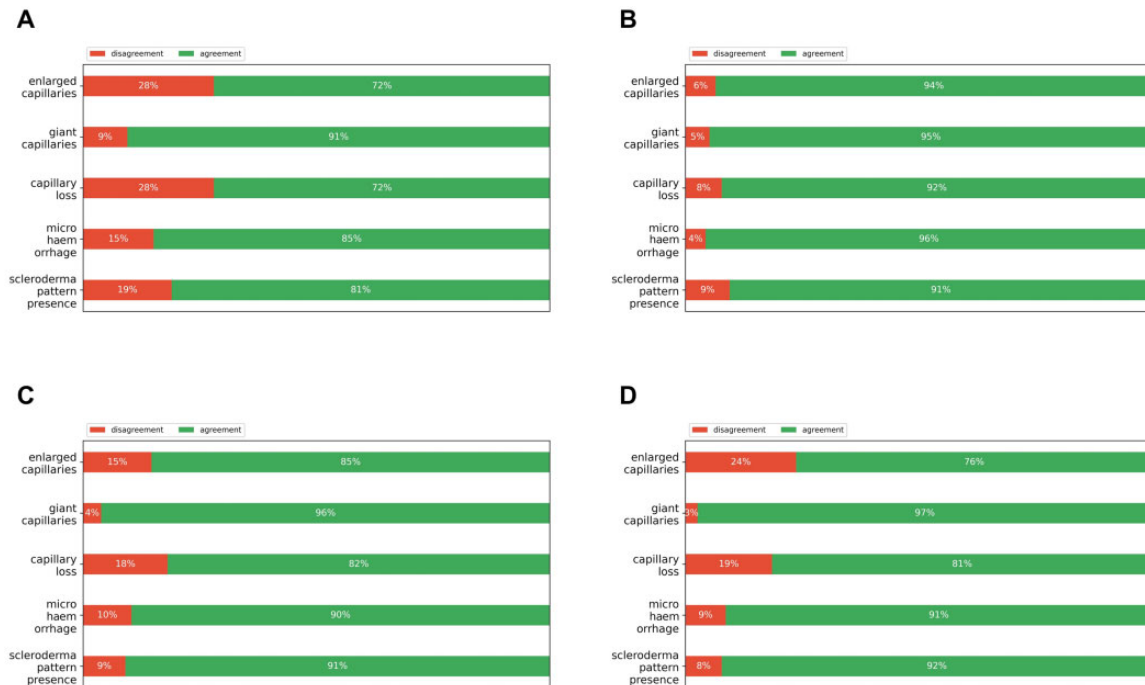 A
disagreement agreement
enlarged
capillaries
28% 72%
giant
capillaries
9% 91%
capillary
loss
28% 72%
micro
haem
orrhage
15% 85%
scleroderma
pattern
presence
19% 81%
B
disagreement agreement
enlarged
capillaries
6% 94%
giant
capillaries
5% 95%
capillary
loss
8% 92%
micro
haem
orrhage
4% 96%
scleroderma
pattern
presence
9% 91%
C
disagreement agreement
enlarged
capillaries
15% 85%
giant
capillaries
4% 96%
capillary
loss
18% 82%
micro
haem
orrhage
10% 90%
scleroderma
pattern
presence
9% 91%
D
disagreement agreement
enlarged
capillaries
24% 76%
giant
capillaries
3% 97%
capillary
loss
19% 81%
micro
haem
orrhage
9% 91%
scleroderma
pattern
presence
8% 92%